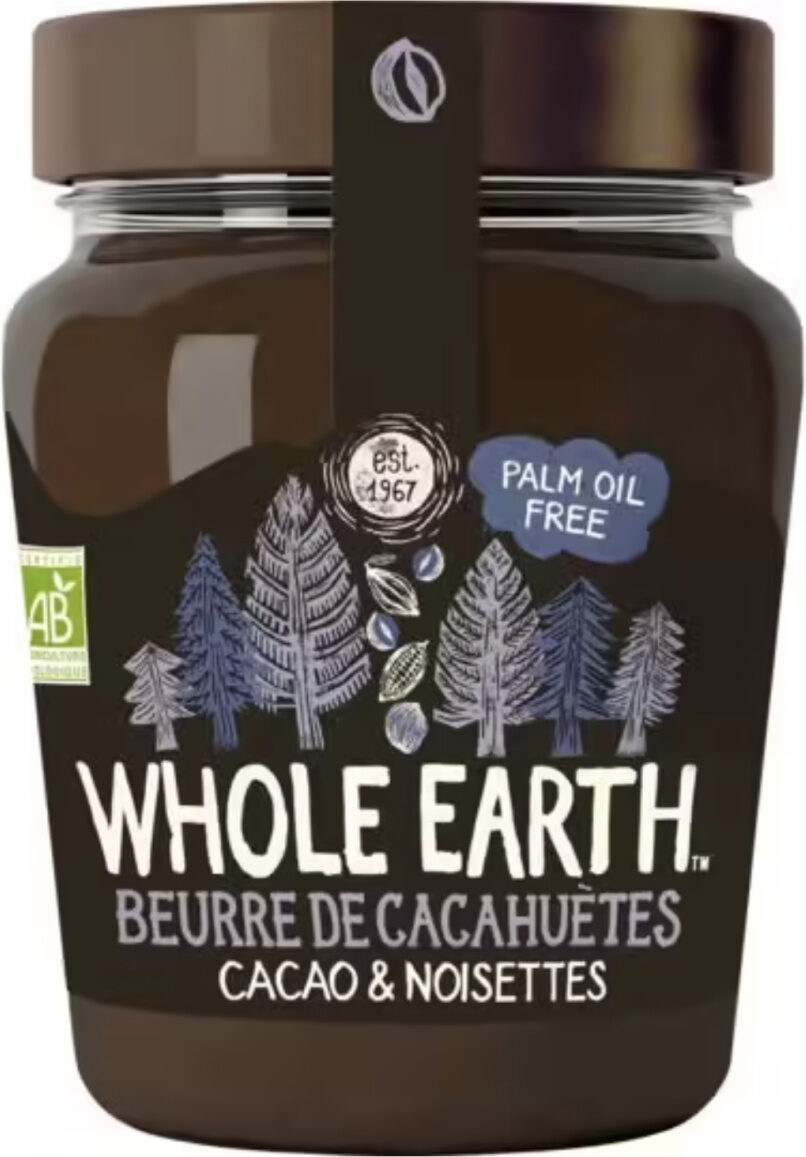 est.
1967
PALM OIL
FREE
AB
WHOLE EARTH™
BEURRE DE CACAHUÈTES
CACAO & NOISETTES